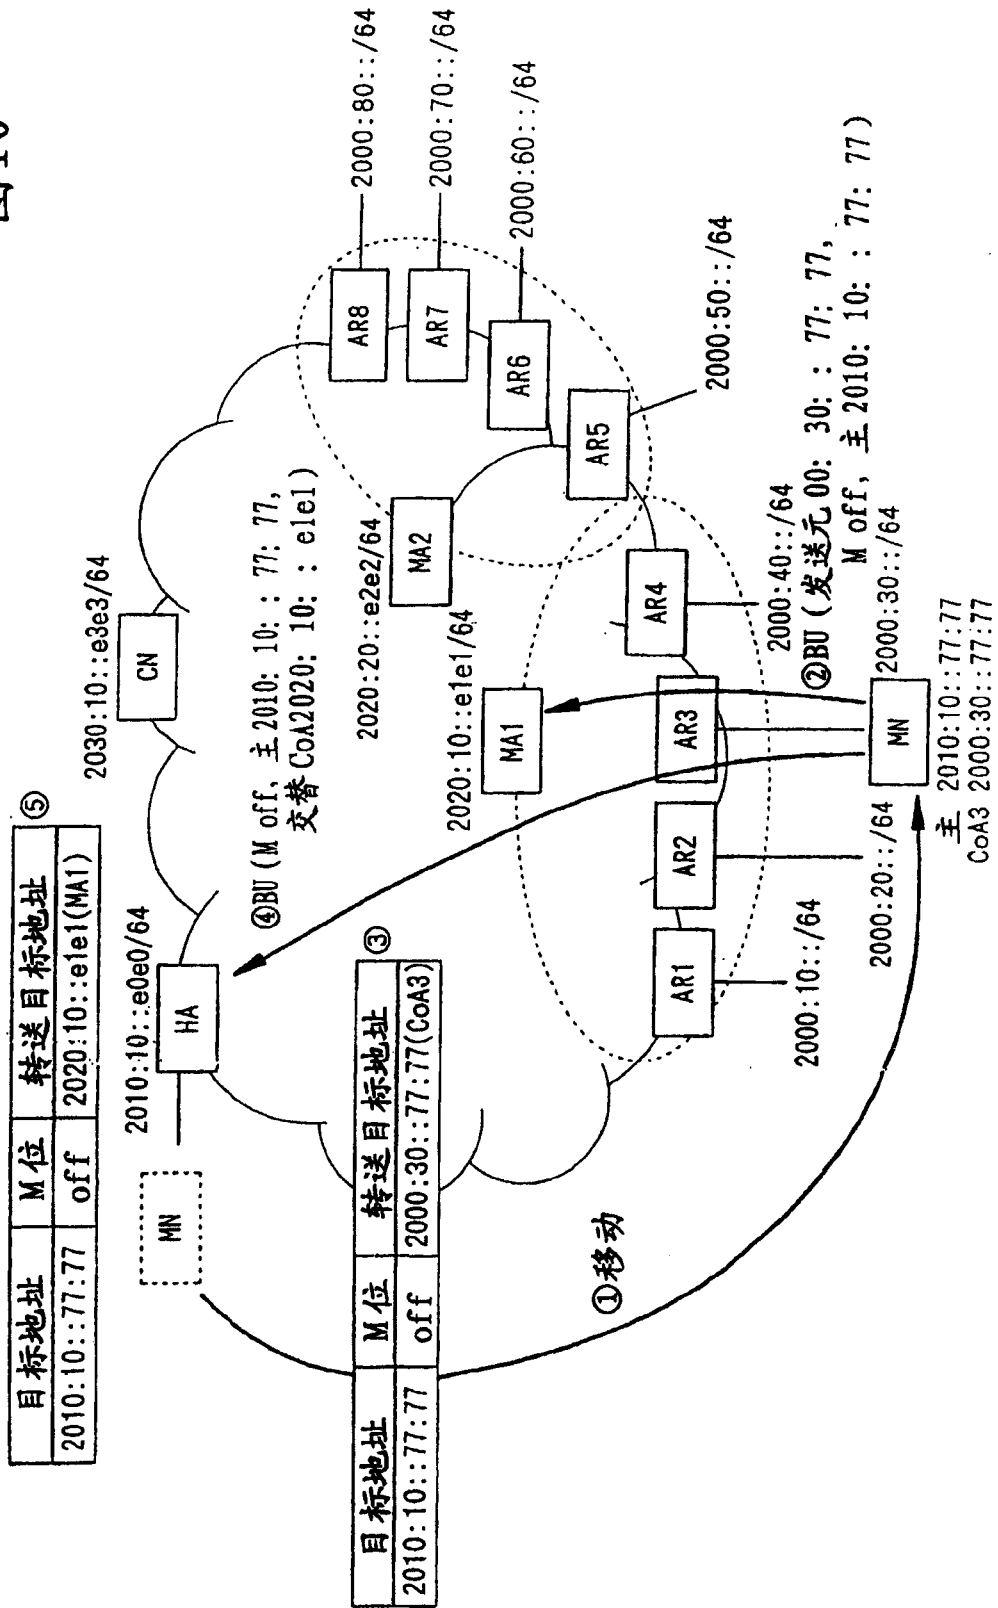 目标地址 M位 转送目标地址 ⑤
2010:10::77:77 off 2020:10::e1e1(MA1)
2010:10::e0e0/64
2030:10::e3e3/64
MN
HA
CN
④BU(M off, 主2010: 10: : 77: 77,
交替CoA2020: 10: : e1e1)
目标地址 M位 转送目标地址 ③
2010:10::77:77 off 2000:30::77:77(CoA3)
2020:20::e2e2/64
MA2
2020:10::e1e1/64
MA1
AR8
2000:80::/64
AR7
2000:70::/64
AR6
2000:60::/64
AR5
2000:50::/64
AR1
AR2
AR3
AR4
①移动
2000:10::/64
2000:20::/64
2000:40::/64
②BU(发送元00: 30: : 77: 77,
M off, 主2010: 10: : 77: 77)
MN
2000:30::/64
主 2010:10::77:77
CoA3 2000:30::77:77